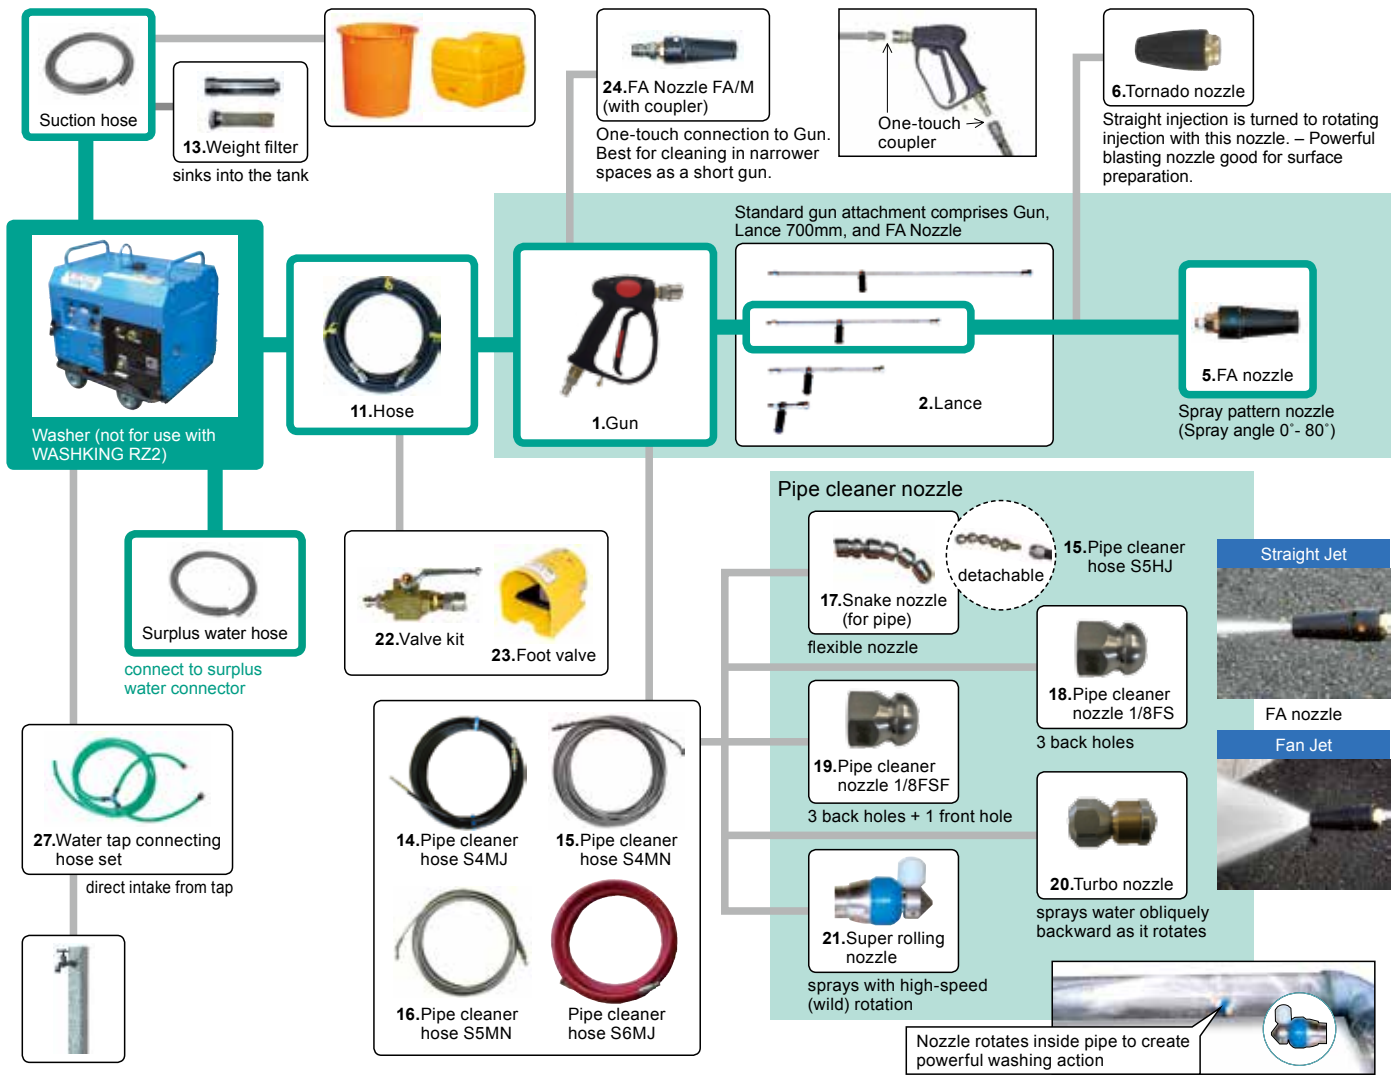 Suction hose
13.Weight filter
sinks into the tank
24.FA Nozzle FA/M
(with coupler)
One-touch connection to Gun.
Best for cleaning in narrower
spaces as a short gun.
One-touch
coupler
6.Tornado nozzle
Straight injection is turned to rotating
injection with this nozzle. – Powerful
blasting nozzle good for surface
preparation.
Washer (not for use with
WASHKING RZ2)
11.Hose
1.Gun
Standard gun attachment comprises Gun,
Lance 700mm, and FA Nozzle
2.Lance
5.FA nozzle
Spray pattern nozzle
(Spray angle 0˚- 80˚)
Surplus water hose
connect to surplus
water connector
22.Valve kit
23.Foot valve
27.Water tap connecting
hose set
direct intake from tap
14.Pipe cleaner
hose S4MJ
15.Pipe cleaner
hose S4MN
16.Pipe cleaner
hose S5MN
Pipe cleaner
hose S6MJ
Pipe cleaner nozzle
17.Snake nozzle
(for pipe)
flexible nozzle
detachable
15.Pipe cleaner
hose S5HJ
18.Pipe cleaner
nozzle 1/8FS
3 back holes
19.Pipe cleaner
nozzle 1/8FSF
3 back holes + 1 front hole
20.Turbo nozzle
sprays water obliquely
backward as it rotates
21.Super rolling
nozzle
sprays with high-speed
(wild) rotation
Nozzle rotates inside pipe to create
powerful washing action
Straight Jet
FA nozzle
Fan Jet